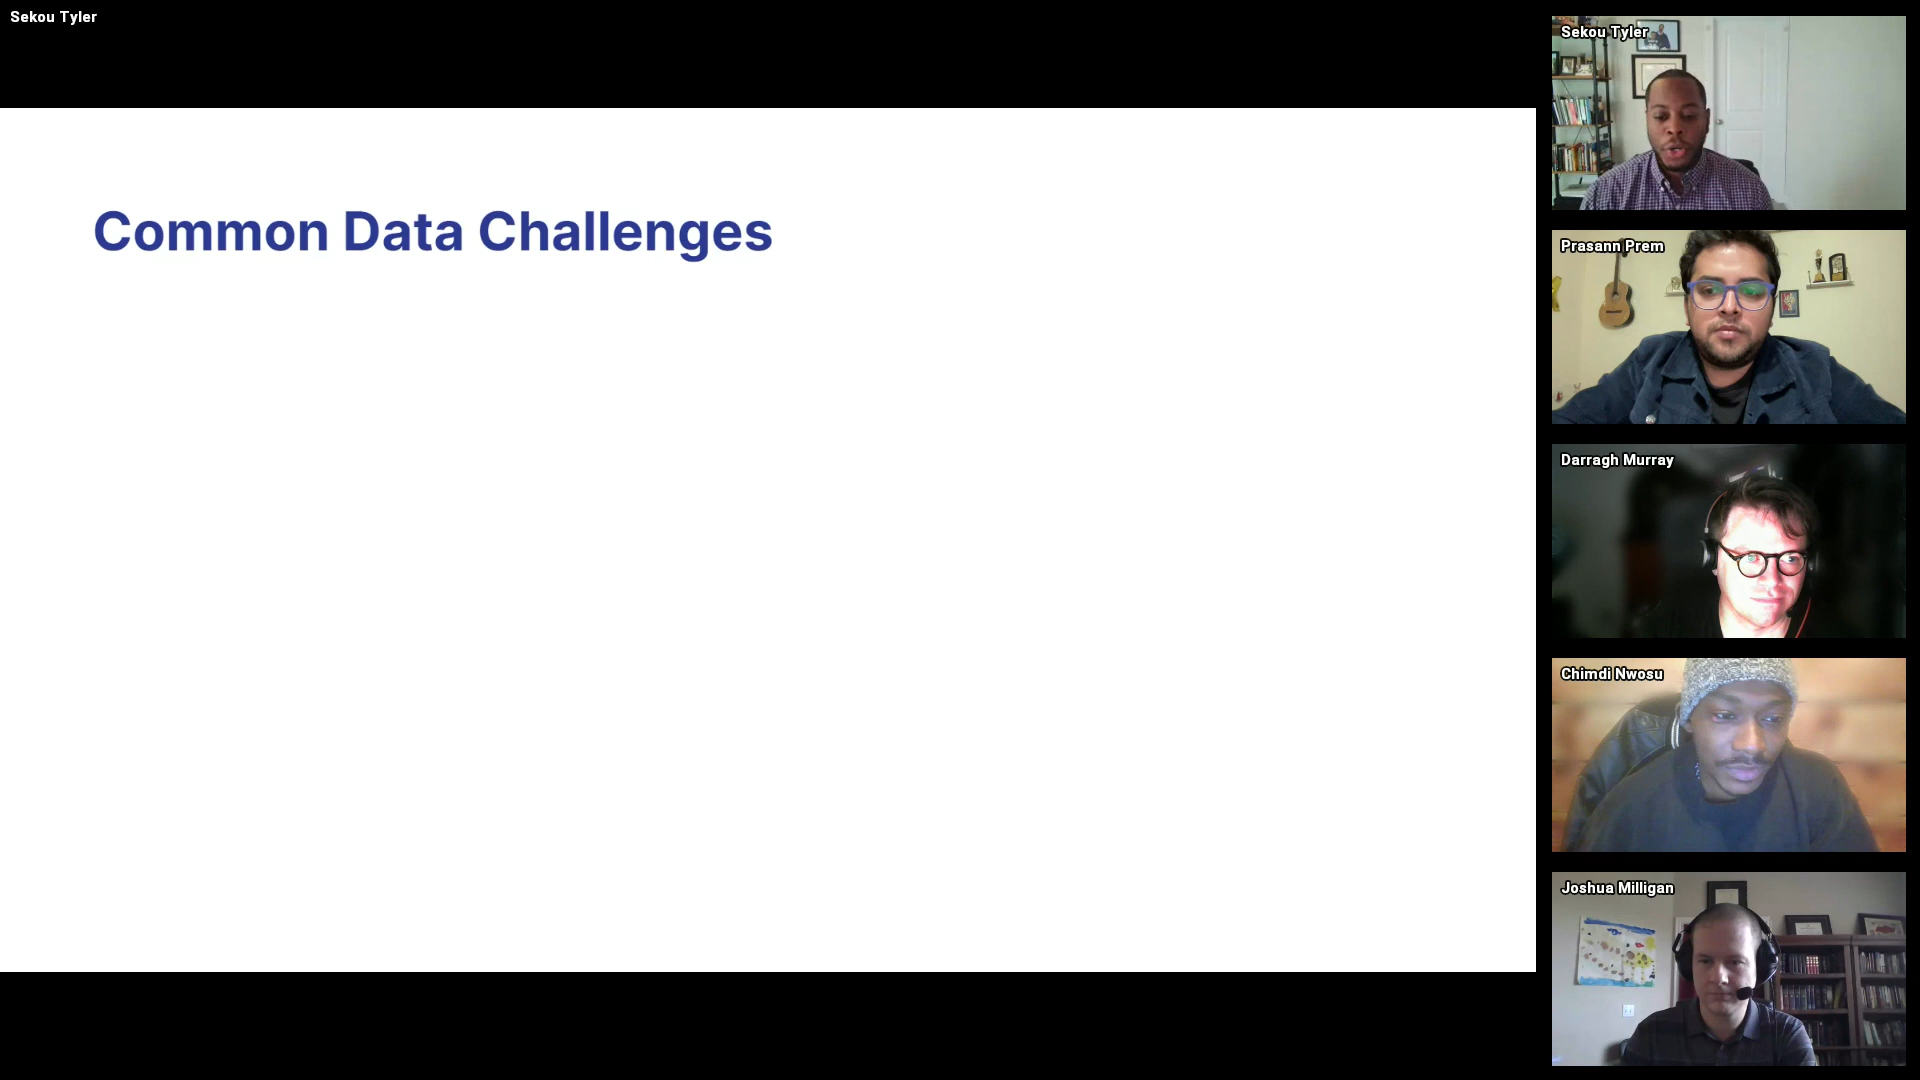 Sekou Tyler
Common Data Challenges
Sekou Tyler
Prasann Prem
Darragh Murray
Chimdi Nwosu
Joshua Milligan